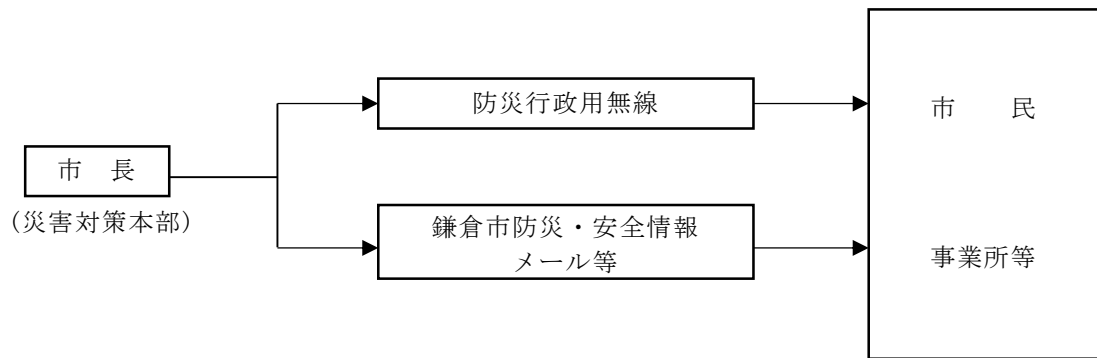 防災行政用無線
市　　民
市　長
(災害対策本部)
鎌倉市防災・安全情報
メール等
事業所等